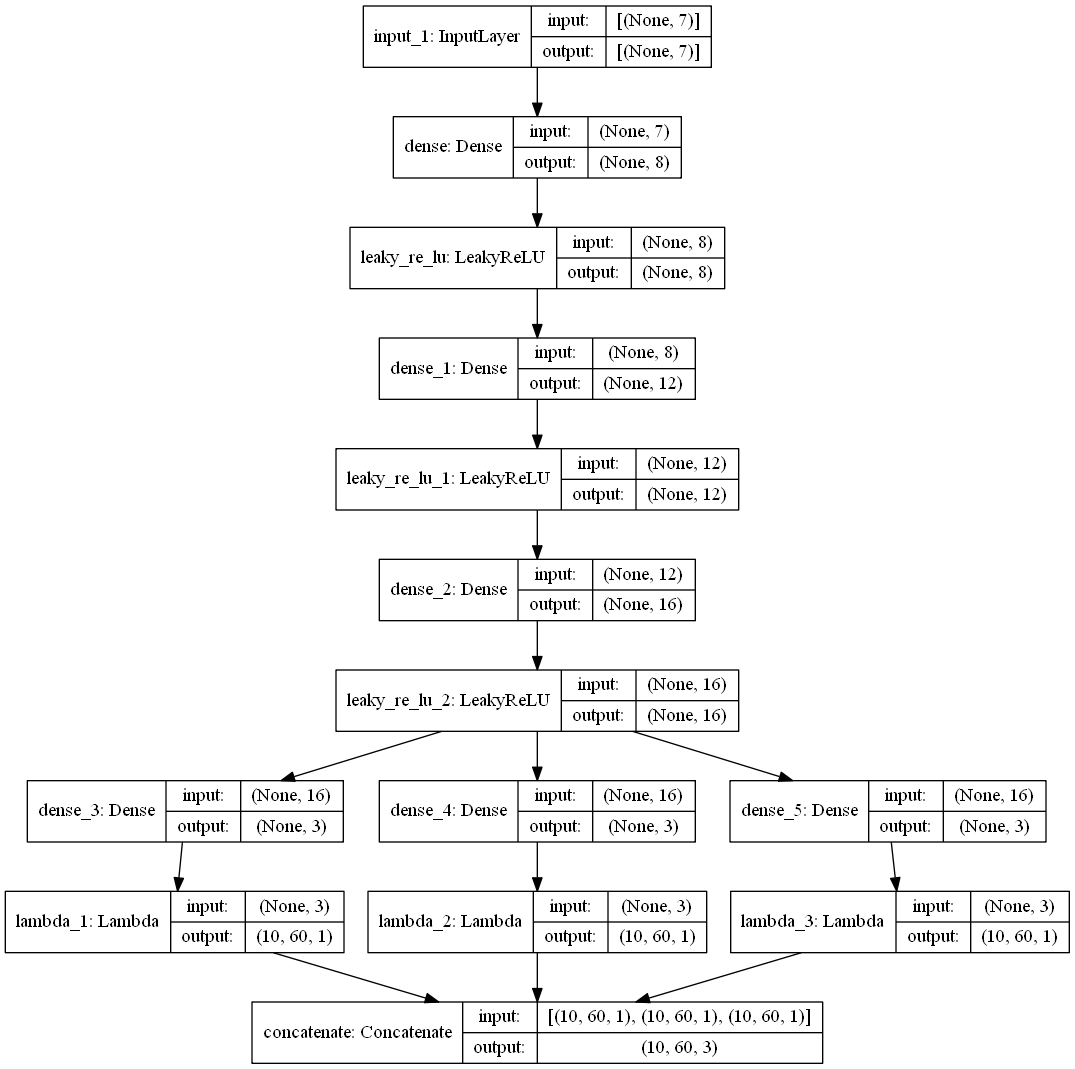 input_1: InputLayer
input:
[(None, 7)]
output:
[(None, 7)]
dense: Dense
input:
(None, 7)
output:
(None, 8)
leaky_re_lu: LeakyReLU
input:
(None, 8)
output:
(None, 8)
dense_1: Dense
input:
(None, 8)
output:
(None, 12)
leaky_re_lu_1: LeakyReLU
input:
(None, 12)
output:
(None, 12)
dense_2: Dense
input:
(None, 12)
output:
(None, 16)
leaky_re_lu_2: LeakyReLU
input:
(None, 16)
output:
(None, 16)
dense_3: Dense
input:
(None, 16)
output:
(None, 3)
dense_4: Dense
input:
(None, 16)
output:
(None, 3)
dense_5: Dense
input:
(None, 16)
output:
(None, 3)
lambda_1: Lambda
input:
(None, 3)
output:
(10, 60, 1)
lambda_2: Lambda
input:
(None, 3)
output:
(10, 60, 1)
lambda_3: Lambda
input:
(None, 3)
output:
(10, 60, 1)
concatenate: Concatenate
input:
[(10, 60, 1), (10, 60, 1), (10, 60, 1)]
output:
(10, 60, 3)